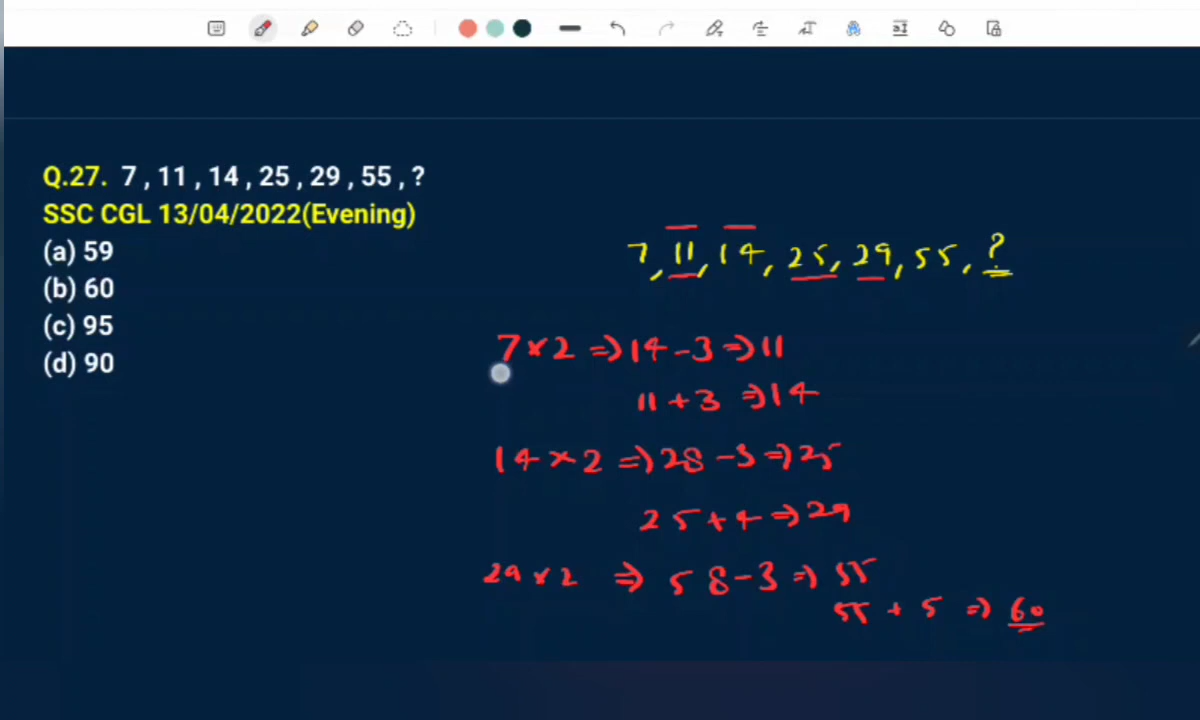 Q.27. 7 , 11 , 14 , 25 , 29 , 55 , ?
SSC CGL 13/04/2022(Evening)
(a) 59
(b) 60
(c) 95
(d) 90
7, 11, 14, 25, 29, 55, ?
7 × 2 ⇒ 14 - 3 ⇒ 11
11 + 3 ⇒ 14
14 × 2 ⇒ 28 - 3 ⇒ 25
25 + 4 ⇒ 29
29 × 2 ⇒ 58 - 3 ⇒ 55
55 + 5 ⇒ 60